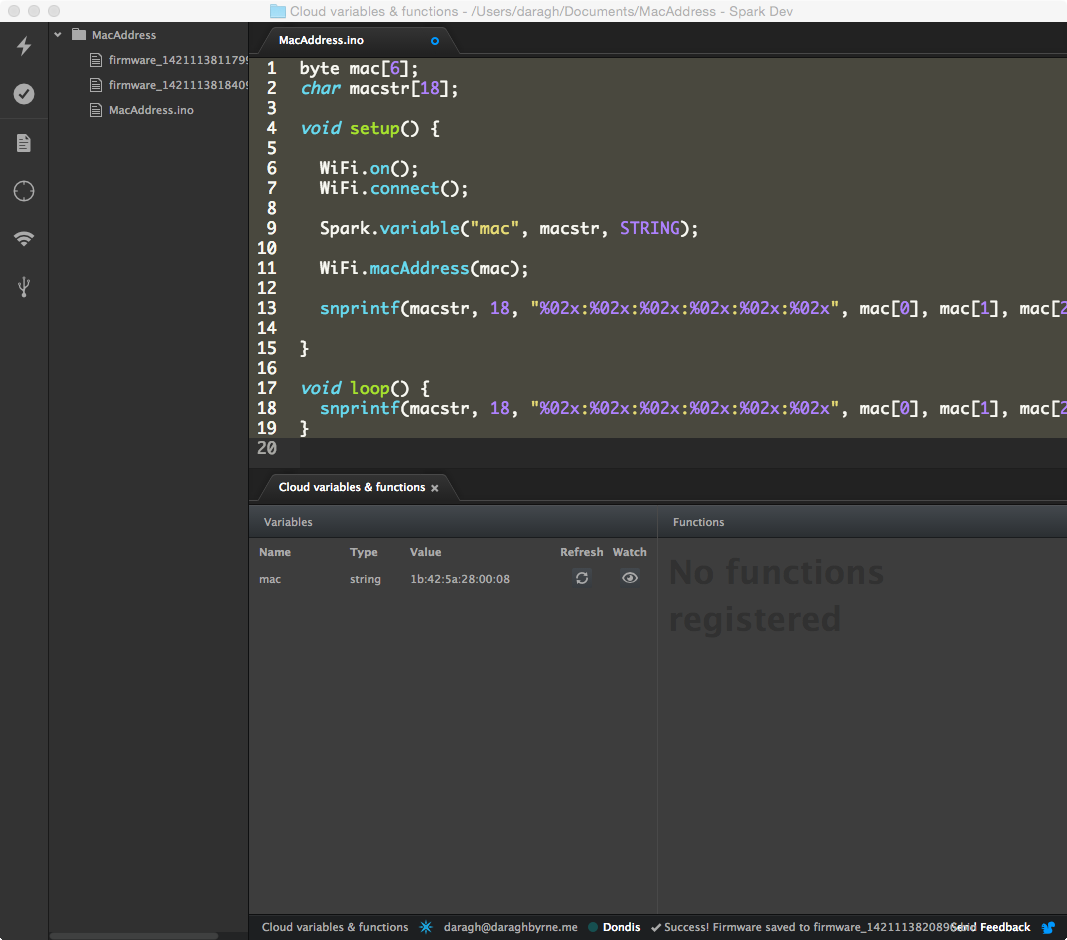 Cloud variables & functions - /Users/daragh/Documents/MacAddress - Spark Dev
MacAddress
firmware_1421113811799
firmware_1421113818409
MacAddress.ino
MacAddress.ino
1 byte mac[6];
2 char macstr[18];
3
4 void setup() {
5
6 WiFi.on();
7 WiFi.connect();
8
9 Spark.variable("mac", macstr, STRING);
10
11 WiFi.macAddress(mac);
12
13 snprintf(macstr, 18, "%02x:%02x:%02x:%02x:%02x:%02x", mac[0], mac[1], mac[2
14
15 }
16
17 void loop() {
18 snprintf(macstr, 18, "%02x:%02x:%02x:%02x:%02x:%02x", mac[0], mac[1], mac[2
19 }
20
Cloud variables & functions
Variables
Functions
Name Type Value Refresh Watch
mac string 1b:42:5a:28:00:08
No functions
registered
Cloud variables & functions daragh@daraghbyrne.me Dondis Success! Firmware saved to Send Feedback